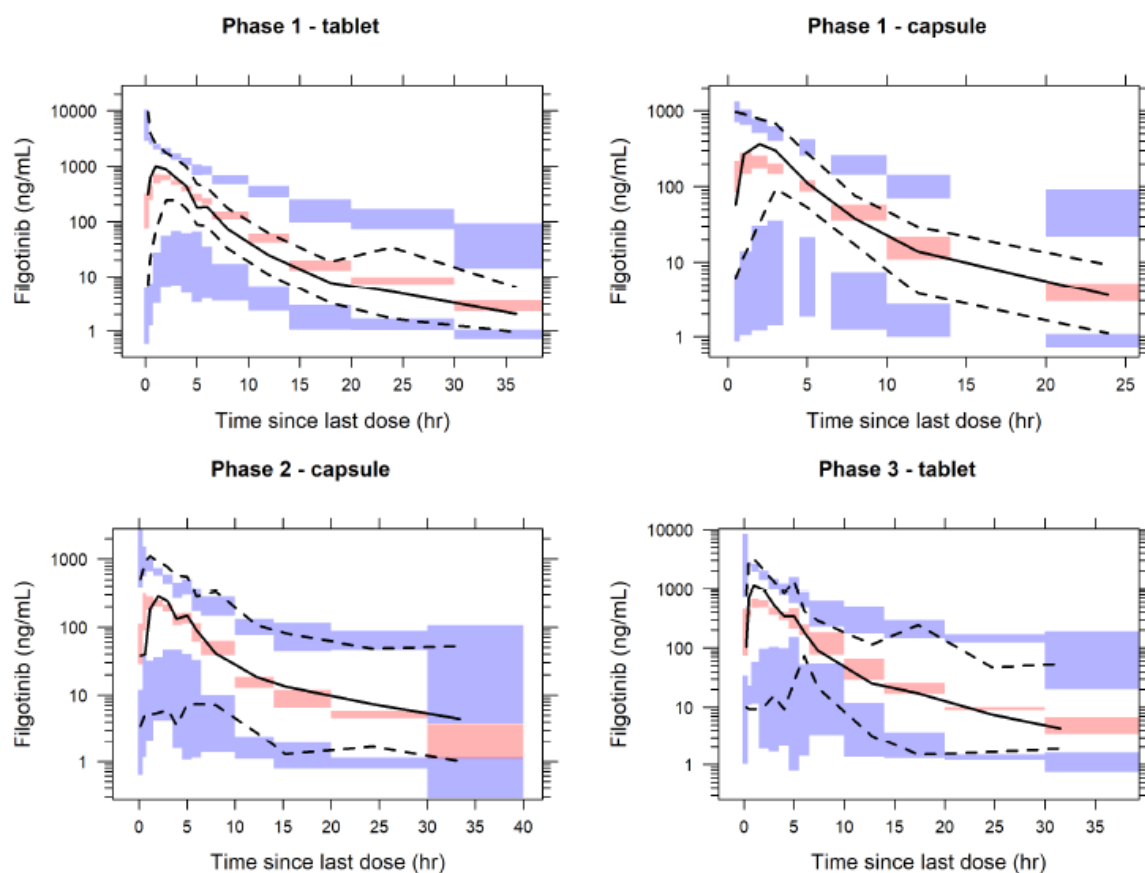 Phase 1 - tablet
Filgotinib (ng/mL)
10000
1000
100
10
1
0 5 10 15 20 25 30 35
Time since last dose (hr)
Phase 1 - capsule
Filgotinib (ng/mL)
1000
100
10
1
0 5 10 15 20 25
Time since last dose (hr)
Phase 2 - capsule
Filgotinib (ng/mL)
1000
100
10
1
0 5 10 15 20 25 30 35 40
Time since last dose (hr)
Phase 3 - tablet
Filgotinib (ng/mL)
10000
1000
100
10
1
0 5 10 15 20 25 30 35
Time since last dose (hr)